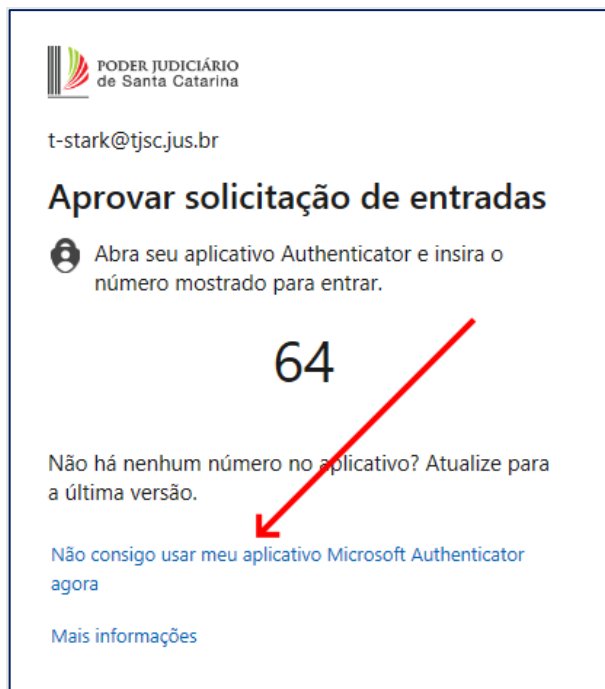 PODER JUDICIÁRIO
de Santa Catarina
t-stark@tjsc.jus.br
Aprovar solicitação de entradas
Abra seu aplicativo Authenticator e insira o
número mostrado para entrar.
64
Não há nenhum número no aplicativo? Atualize para
a última versão.
Não consigo usar meu aplicativo Microsoft Authenticator
agora
Mais informações